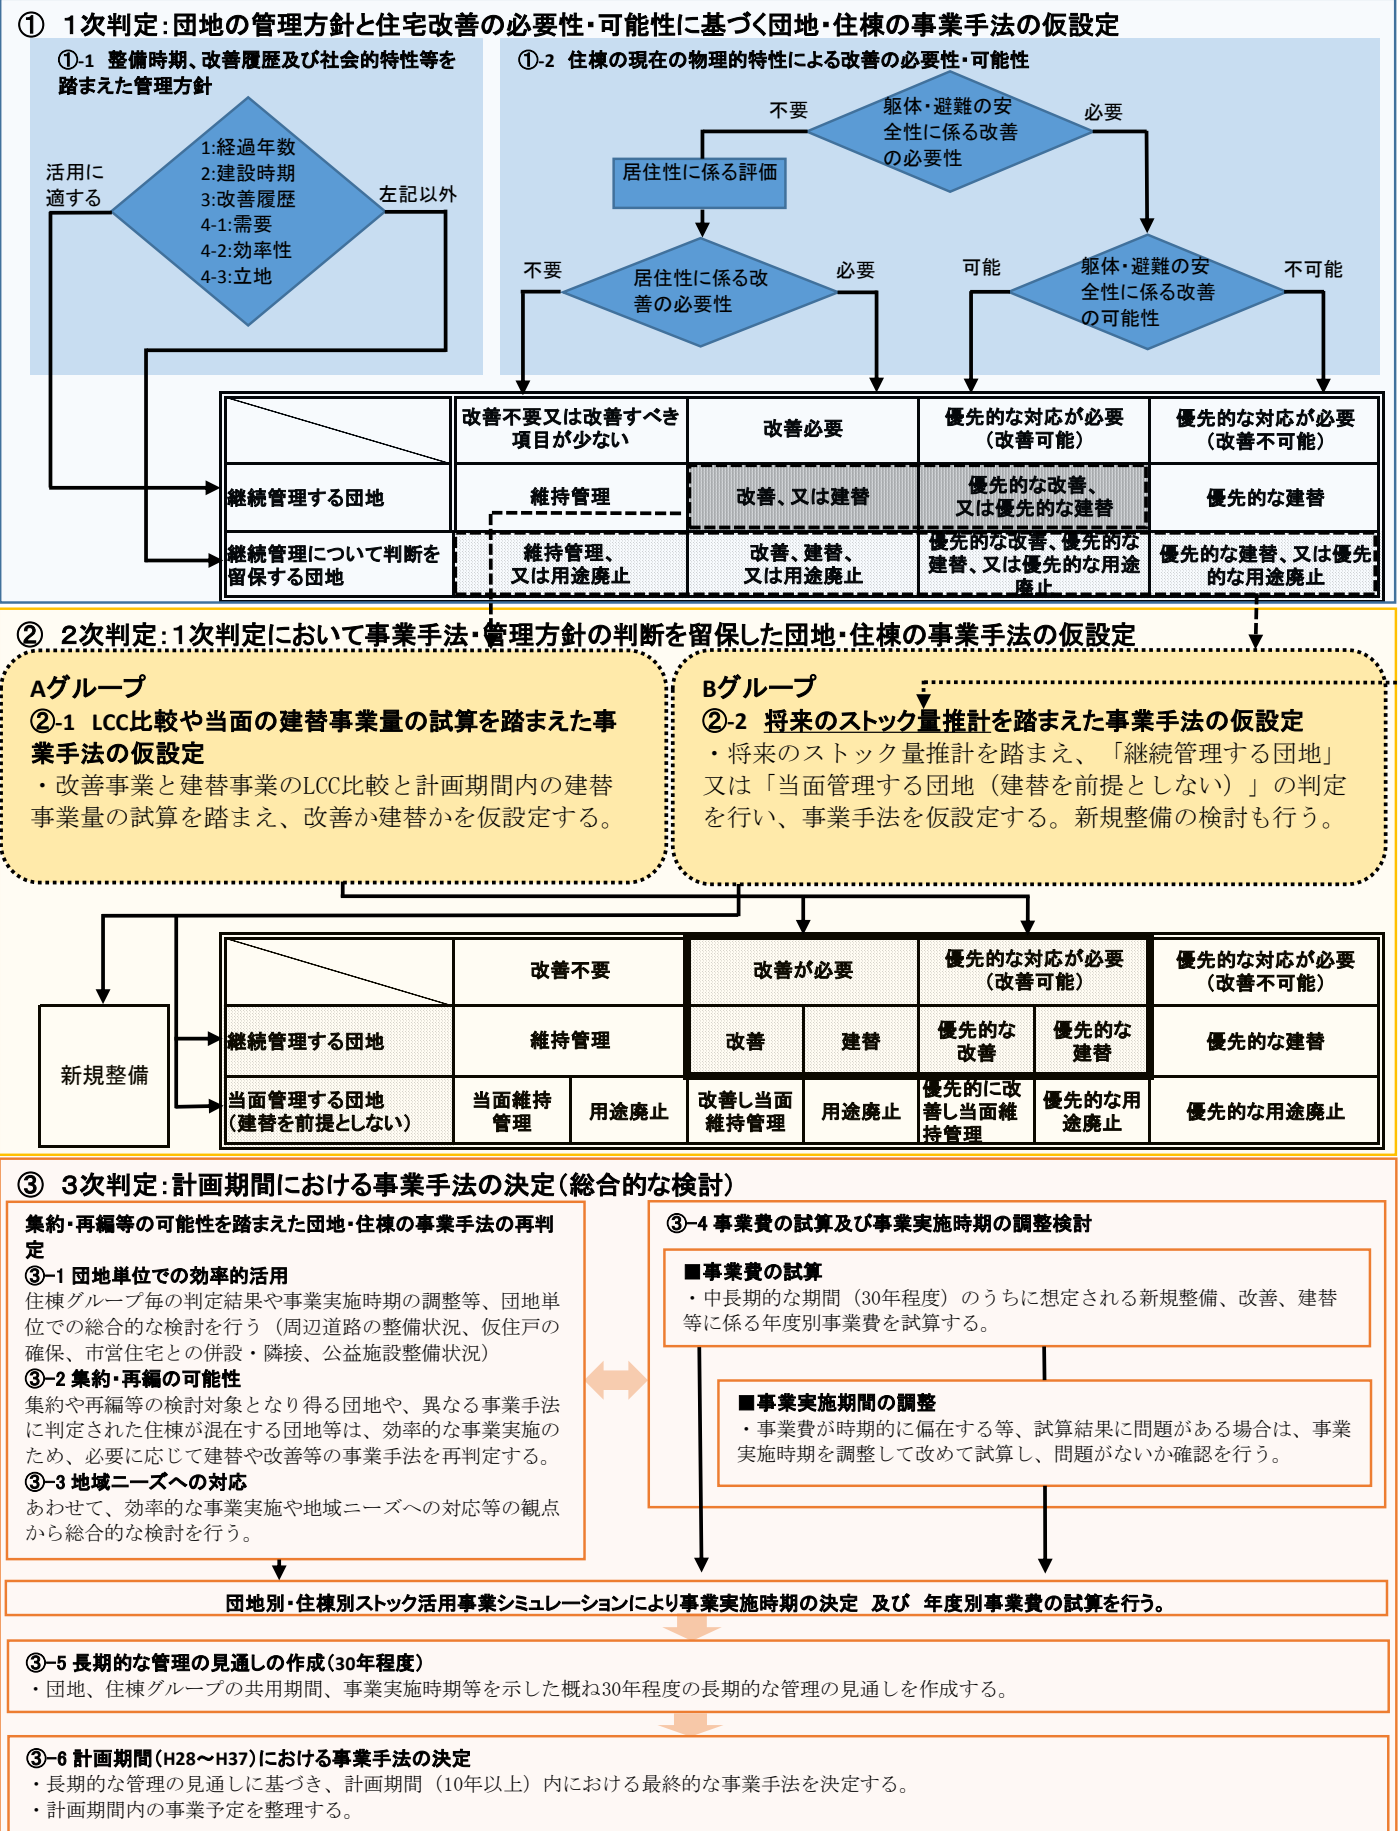 ① １次判定：団地の管理方針と住宅改善の必要性・可能性に基づく団地・住棟の事業手法の仮設定
①-1 整備時期、改善履歴及び社会的特性等を
踏まえた管理方針
活用に
適する
1:経過年数
2:建設時期
3:改善履歴
4-1:需要
4-2:効率性
4-3:立地
左記以外
①-2 住棟の現在の物理的特性による改善の必要性・可能性
不要
躯体・避難の安
全性に係る改善
の必要性
必要
居住性に係る評価
不要
居住性に係る改
善の必要性
必要
可能
躯体・避難の安
全性に係る改善
の可能性
不可能
改善不要又は改善すべき
項目が少ない
改善必要
優先的な対応が必要
（改善可能）
優先的な対応が必要
（改善不可能）
継続管理する団地
維持管理
改善、又は建替
優先的な改善、
又は優先的な建替
優先的な建替
継続管理について判断を
留保する団地
維持管理、
又は用途廃止
改善、建替、
又は用途廃止
優先的な改善、優先的な
建替、又は優先的な用途
廃止
優先的な建替、又は優先
的な用途廃止
② ２次判定：１次判定において事業手法・管理方針の判断を留保した団地・住棟の事業手法の仮設定
Aグループ
②-1 LCC比較や当面の建替事業量の試算を踏まえた事
業手法の仮設定
・改善事業と建替事業のLCC比較と計画期間内の建替
事業量の試算を踏まえ、改善か建替かを仮設定する。
Bグループ
②-2 将来のストック量推計を踏まえた事業手法の仮設定
・将来のストック量推計を踏まえ、「継続管理する団地」
又は「当面管理する団地（建替を前提としない）」の判定
を行い、事業手法を仮設定する。新規整備の検討も行う。
新規整備
改善不要
改善が必要
優先的な対応が必要
（改善可能）
優先的な対応が必要
（改善不可能）
継続管理する団地
維持管理
改善
建替
優先的な
改善
優先的な
建替
優先的な建替
当面管理する団地
（建替を前提としない）
当面維持
管理
用途廃止
改善し当面
維持管理
用途廃止
優先的に改
善し当面維
持管理
優先的な用
途廃止
優先的な用途廃止
③ ３次判定：計画期間における事業手法の決定（総合的な検討）
集約・再編等の可能性を踏まえた団地・住棟の事業手法の再判
定
③−1 団地単位での効率的活用
住棟グループ毎の判定結果や事業実施時期の調整等、団地単
位での総合的な検討を行う（周辺道路の整備状況、仮住戸の
確保、市営住宅との併設・隣接、公益施設整備状況）
③−2 集約・再編の可能性
集約や再編等の検討対象となり得る団地や、異なる事業手法
に判定された住棟が混在する団地等は、効率的な事業実施の
ため、必要に応じて建替や改善等の事業手法を再判定する。
③−3 地域ニーズへの対応
あわせて、効率的な事業実施や地域ニーズへの対応等の観点
から総合的な検討を行う。
③−4 事業費の試算及び事業実施時期の調整検討
■事業費の試算
・中長期的な期間（30年程度）のうちに想定される新規整備、改善、建替
等に係る年度別事業費を試算する。
■事業実施期間の調整
・事業費が時期的に偏在する等、試算結果に問題がある場合は、事業
実施時期を調整して改めて試算し、問題がないか確認を行う。
団地別・住棟別ストック活用事業シミュレーションにより事業実施時期の決定 及び 年度別事業費の試算を行う。
③−5 長期的な管理の見通しの作成（30年程度）
・団地、住棟グループの共用期間、事業実施時期等を示した概ね30年程度の長期的な管理の見通しを作成する。
③−6 計画期間（H28～H37）における事業手法の決定
・長期的な管理の見通しに基づき、計画期間（10年以上）内における最終的な事業手法を決定する。
・計画期間内の事業予定を整理する。